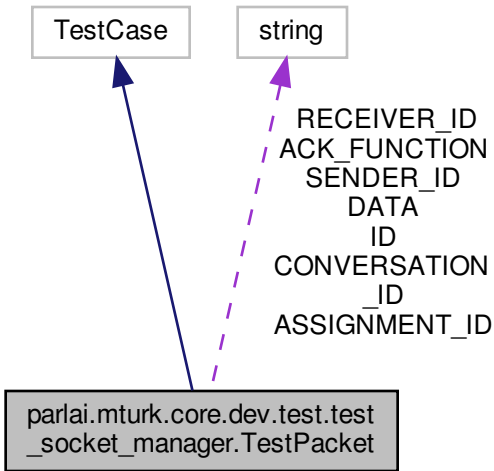 TestCase
string
RECEIVER_ID
ACK_FUNCTION
SENDER_ID
DATA
ID
CONVERSATION
_ID
ASSIGNMENT_ID
parlai.mturk.core.dev.test.test
_socket_manager.TestPacket